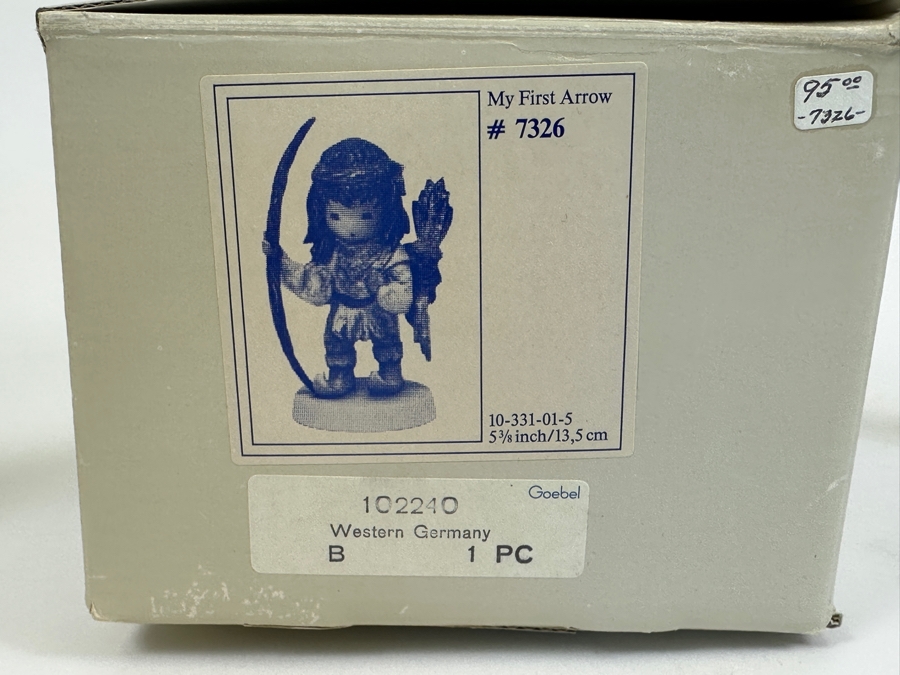 My First Arrow
# 7326
95⁰⁰
-7326-
10-331-01-5
5⅜ inch/13,5 cm
Goebel
102240
Western Germany
B 1 PC